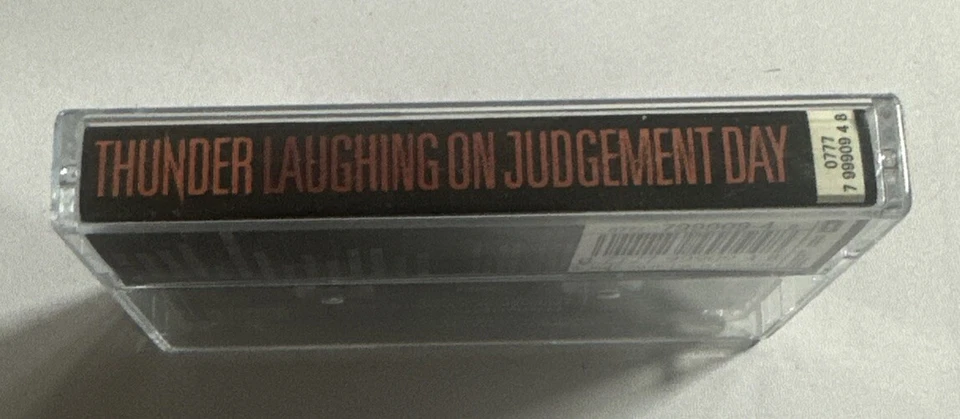 THUNDER LAUGHING ON JUDGEMENT DAY
0777
7 99909 4 8